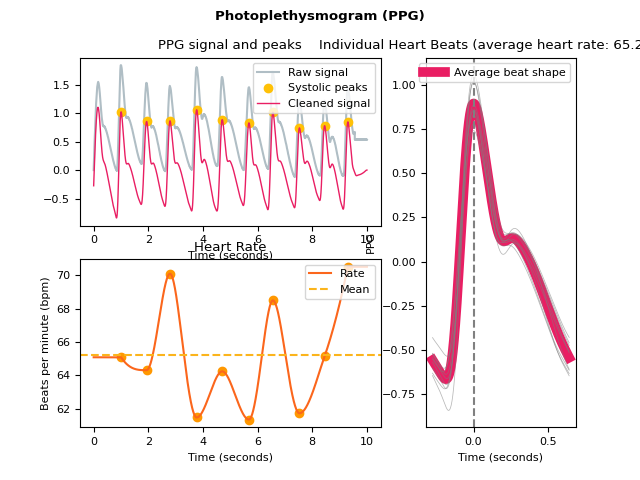 Photoplethysmogram (PPG)
PPG signal and peaks
Individual Heart Beats (average heart rate: 65.2
Raw signal
Systolic peaks
Cleaned signal
1.5
1.0
0.5
0.0
−0.5
0
2
4
6
8
10
Time (seconds)
Heart Rate
Rate
Mean
Beats per minute (bpm)
70
68
66
64
62
0
2
4
6
8
10
Time (seconds)
PPG
Average beat shape
1.00
0.75
0.50
0.25
0.00
−0.25
−0.50
−0.75
0.0
0.5
Time (seconds)